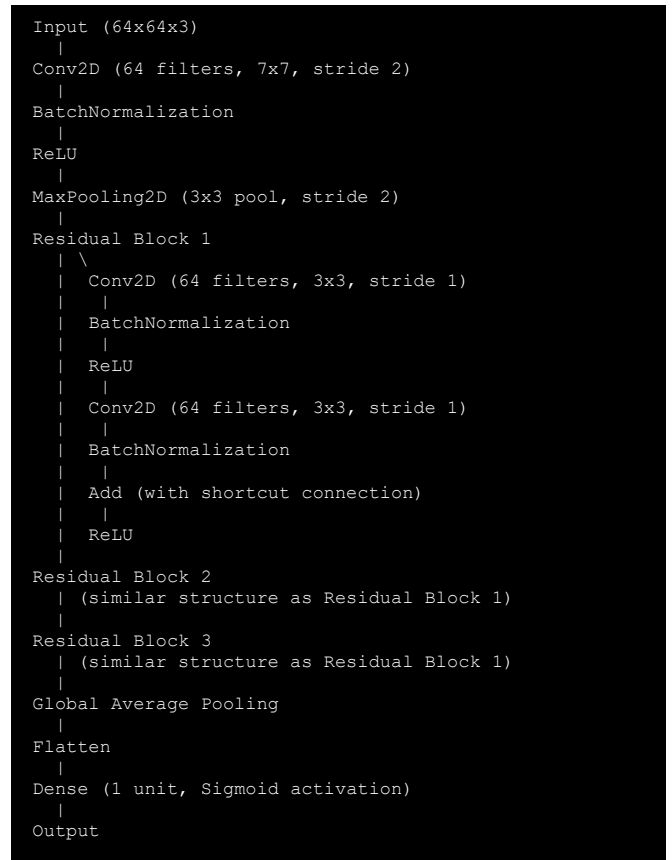 Input (64x64x3)
  |
Conv2D (64 filters, 7x7, stride 2)
  |
BatchNormalization
  |
ReLU
  |
MaxPooling2D (3x3 pool, stride 2)
  |
Residual Block 1
  | \
  |  Conv2D (64 filters, 3x3, stride 1)
  |   |
  |  BatchNormalization
  |   |
  |  ReLU
  |   |
  |  Conv2D (64 filters, 3x3, stride 1)
  |   |
  |  BatchNormalization
  |   |
  |  Add (with shortcut connection)
  |   |
  |  ReLU
  |
Residual Block 2
  | (similar structure as Residual Block 1)
  |
Residual Block 3
  | (similar structure as Residual Block 1)
  |
Global Average Pooling
  |
Flatten
  |
Dense (1 unit, Sigmoid activation)
  |
Output